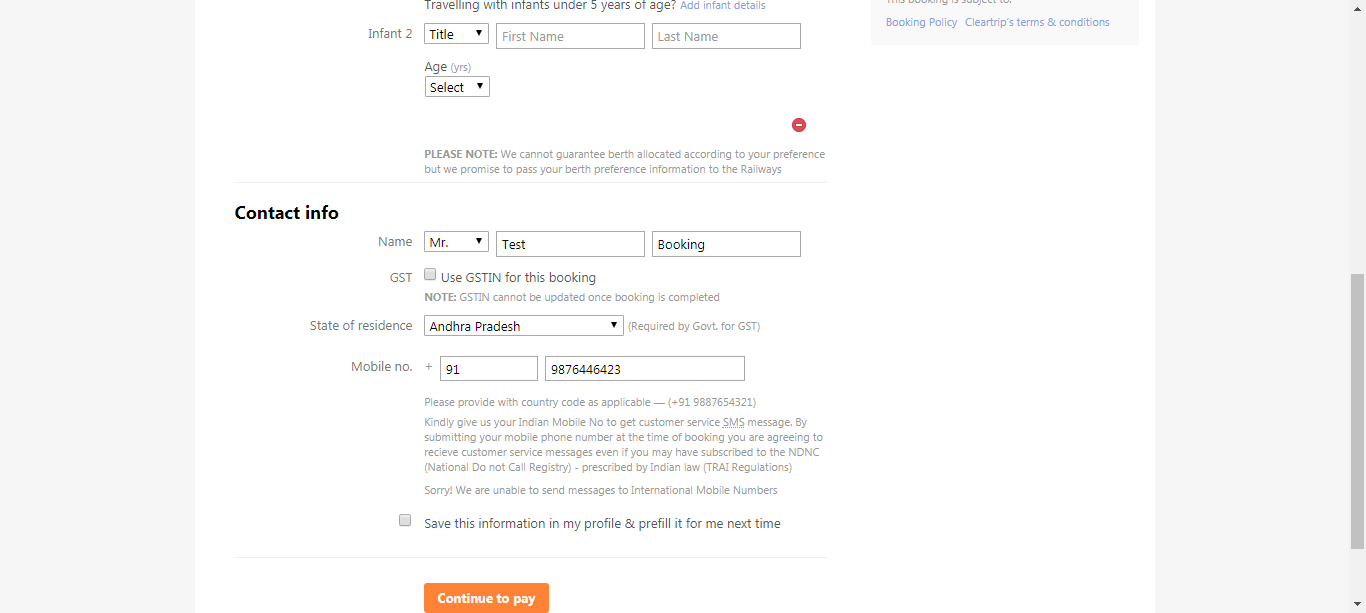 Travelling with infants under 5 years of age? Add infant details
Booking Policy Cleartrip's terms & conditions
Infant 2 Title First Name Last Name
Age (yrs)
Select
PLEASE NOTE: We cannot guarantee berth allocated according to your preference
but we promise to pass your berth preference information to the Railways
Contact info
Name Mr. Test Booking
GST Use GSTIN for this booking
NOTE: GSTIN cannot be updated once booking is completed
State of residence Andhra Pradesh (Required by Govt. for GST)
Mobile no. + 91 9876446423
Please provide with country code as applicable — (+91 9887654321)
Kindly give us your Indian Mobile No to get customer service SMS message. By
submitting your mobile phone number at the time of booking you are agreeing to
recieve customer service messages even if you may have subscribed to the NDNC
(National Do not Call Registry) - prescribed by Indian law (TRAI Regulations)
Sorry! We are unable to send messages to International Mobile Numbers
Save this information in my profile & prefill it for me next time
Continue to pay